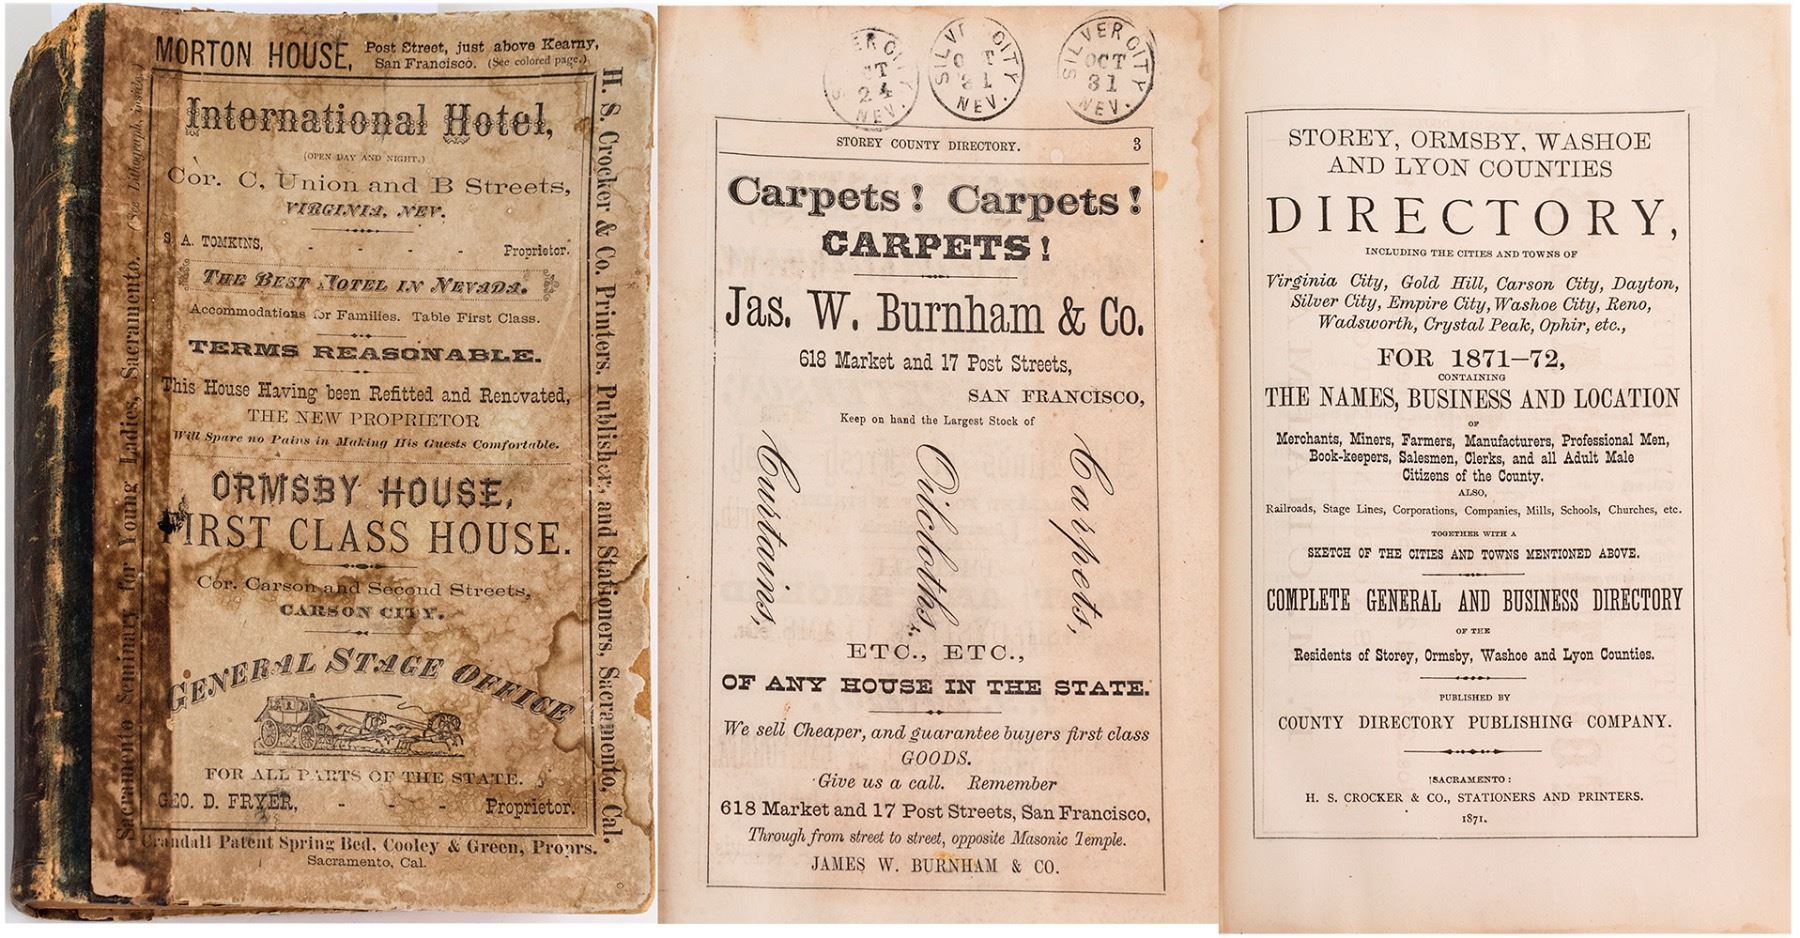 MORTON HOUSE, Post Street, just above Kearny,
San Francisco. (See colored page.)
International Hotel,
(OPEN DAY AND NIGHT.)
Cor. C, Union and B Streets,
VIRGINIA, NEV.
S. A. TOMKINS, - - - Proprietor.
THE BEST HOTEL IN NEVADA.
Accommodations for Families. Table First Class.
TERMS REASONABLE.
This House Having been Refitted and Renovated,
THE NEW PROPRIETOR
Will Spare no Pains in Making His Guests Comfortable.
ORMSBY HOUSE,
FIRST CLASS HOUSE.
Cor. Carson and Second Streets,
CARSON CITY.
GENERAL STAGE OFFICE
FOR ALL PARTS OF THE STATE.
GEO. D. FRYER, - - - Proprietor.
Crandall Patent Spring Bed, Cooley & Green, Proprs.
Sacramento, Cal.
Sacramento Seminary for Young Ladies, Sacramento. (See Lithograph, inside.)
H. S. Crocker & Co. Printers, Publishers, and Stationers, Sacramento, Cal.
SILVER CITY
OCT
24
NEV.
SILVER CITY
OCT
31
NEV.
SILVER CITY
OCT
31
NEV.
STOREY COUNTY DIRECTORY. 3
Carpets! Carpets!
CARPETS!
Jas. W. Burnham & Co.
618 Market and 17 Post Streets,
SAN FRANCISCO,
Keep on hand the Largest Stock of
Curtains,
Oilcloths,
Carpets,
ETC., ETC.,
OF ANY HOUSE IN THE STATE.
We sell Cheaper, and guarantee buyers first class
GOODS.
Give us a call. Remember
618 Market and 17 Post Streets, San Francisco,
Through from street to street, opposite Masonic Temple.
JAMES W. BURNHAM & CO.
STOREY, ORMSBY, WASHOE
AND LYON COUNTIES
DIRECTORY,
INCLUDING THE CITIES AND TOWNS OF
Virginia City, Gold Hill, Carson City, Dayton,
Silver City, Empire City, Washoe City, Reno,
Wadsworth, Crystal Peak, Ophir, etc.,
FOR 1871–72,
CONTAINING
THE NAMES, BUSINESS AND LOCATION
OF
Merchants, Miners, Farmers, Manufacturers, Professional Men,
Book-keepers, Salesmen, Clerks, and all Adult Male
Citizens of the County.
ALSO,
Railroads, Stage Lines, Corporations, Companies, Mills, Schools, Churches, etc.
TOGETHER WITH A
SKETCH OF THE CITIES AND TOWNS MENTIONED ABOVE.
COMPLETE GENERAL AND BUSINESS DIRECTORY
OF THE
Residents of Storey, Ormsby, Washoe and Lyon Counties.
PUBLISHED BY
COUNTY DIRECTORY PUBLISHING COMPANY.
SACRAMENTO:
H. S. CROCKER & CO., STATIONERS AND PRINTERS.
1871.